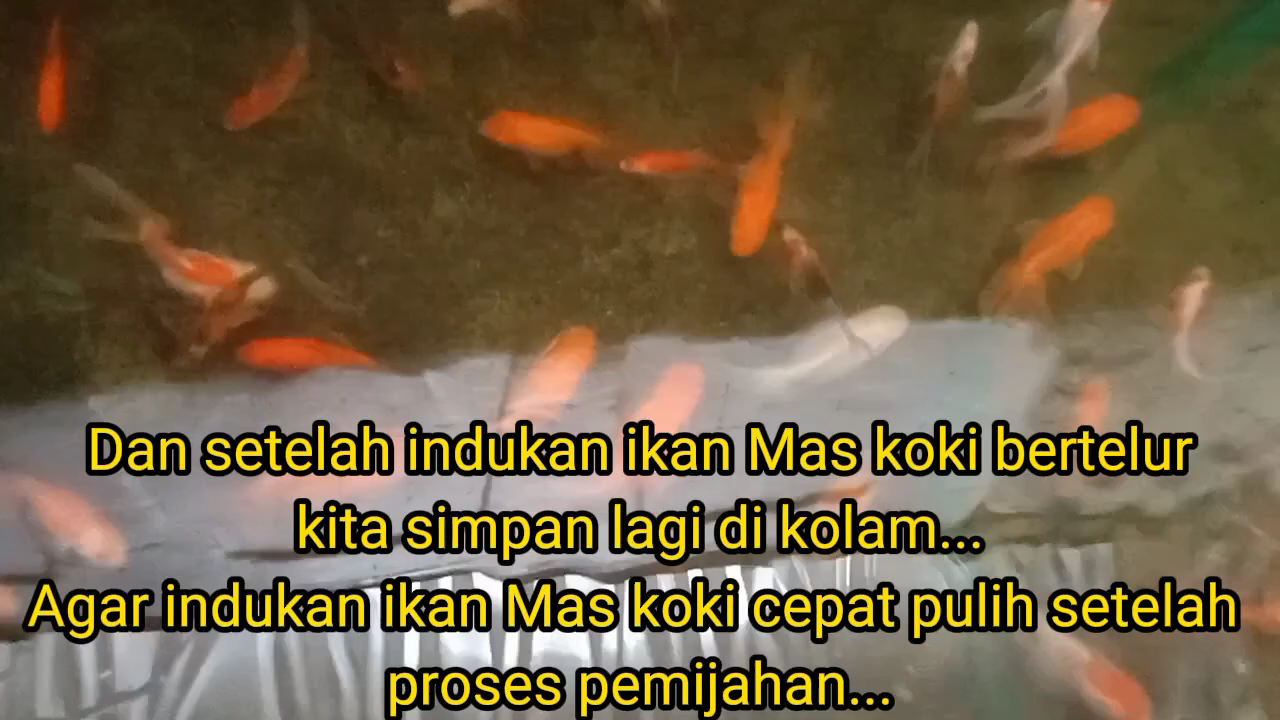 Dan setelah indukan ikan Mas koki bertelur
kita simpan lagi di kolam...
Agar indukan ikan Mas koki cepat pulih setelah
proses pemijahan...